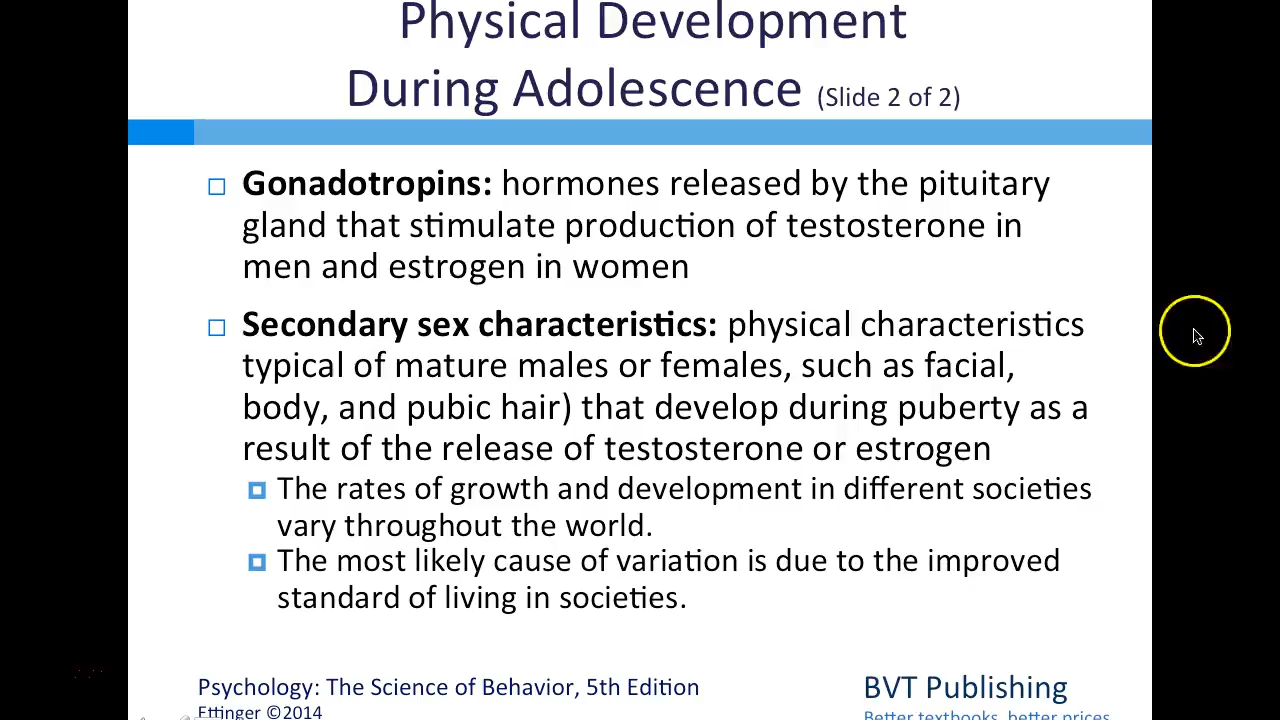 Physical Development
During Adolescence (Slide 2 of 2)
Gonadotropins: hormones released by the pituitary
gland that stimulate production of testosterone in
men and estrogen in women
Secondary sex characteristics: physical characteristics
typical of mature males or females, such as facial,
body, and pubic hair) that develop during puberty as a
result of the release of testosterone or estrogen
The rates of growth and development in different societies
vary throughout the world.
The most likely cause of variation is due to the improved
standard of living in societies.
Psychology: The Science of Behavior, 5th Edition
Ettinger ©2014
BVT Publishing
Better textbooks, better prices